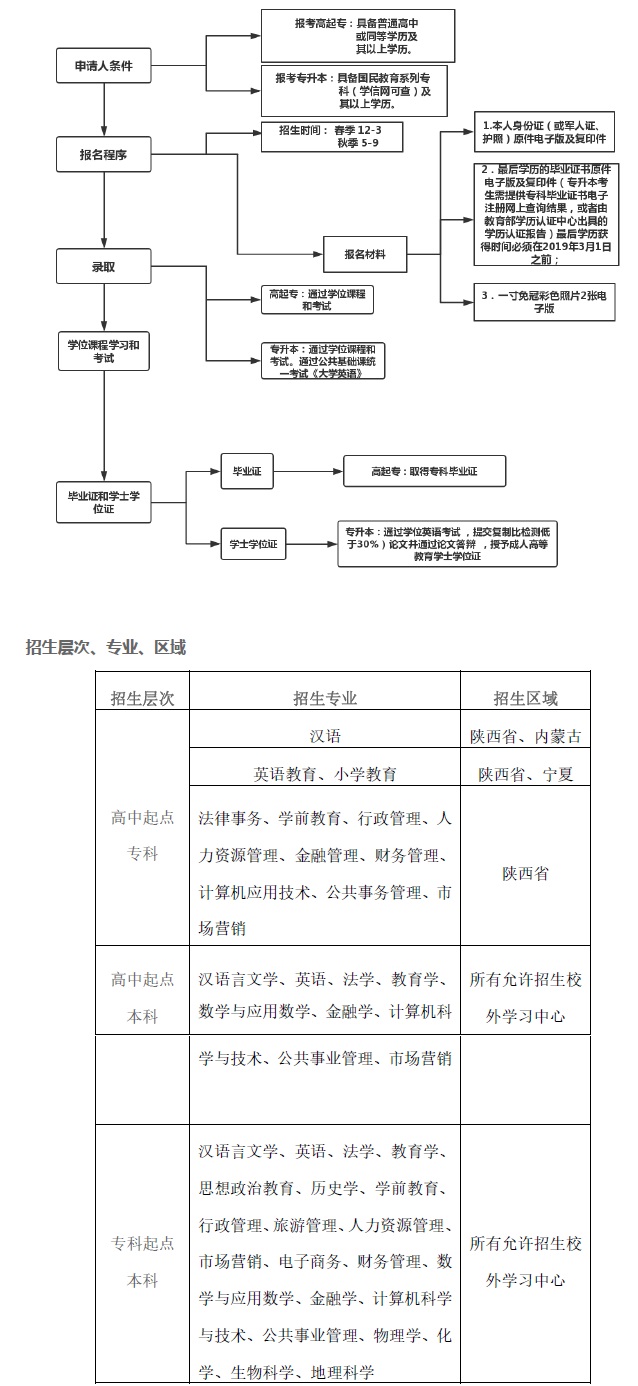 报考高起专：具备普通高中
或同等学历及
其以上学历。
申请人条件
报考专升本：具备国民教育系列专
科（学信网可查）及
其以上学历。
报名程序
招生时间： 春季 12-3
秋季 5-9
1.本人身份证（或军人证、
护照）原件电子版及复印件
2．最后学历的毕业证书原件
电子版及复印件（专升本考
生需提供专科毕业证书电子
注册网上查询结果，或者由
教育部学历认证中心出具的
学历认证报告）最后学历获
得时间必须在2019年3月1日
之前；
报名材料
3．一寸免冠彩色照片2张电
子版
录取
高起专：通过学位课程
和考试
学位课程学习和
考试
专升本：通过学位课程和
考试。通过公共基础课统
一考试《大学英语》
毕业证和学士学
位证
毕业证
高起专：取得专科毕业证
学士学位证
专升本：通过学位英语考试 ，提交复制比检测低
于30%）论文并通过论文答辩 ，授予成人高等
教育学士学位证
招生层次、专业、区域
招生层次 招生专业 招生区域
高中起点
专科
汉语 陕西省、内蒙古
英语教育、小学教育 陕西省、宁夏
法律事务、学前教育、行政管理、人
力资源管理、金融管理、财务管理、
计算机应用技术、公共事务管理、市
场营销
陕西省
高中起点
本科
汉语言文学、英语、法学、教育学、
数学与应用数学、金融学、计算机科
学与技术、公共事业管理、市场营销
所有允许招生校
外学习中心
专科起点
本科
汉语言文学、英语、法学、教育学、
思想政治教育、历史学、学前教育、
行政管理、旅游管理、人力资源管理、
市场营销、电子商务、财务管理、数
学与应用数学、金融学、计算机科学
与技术、公共事业管理、物理学、化
学、生物科学、地理科学
所有允许招生校
外学习中心